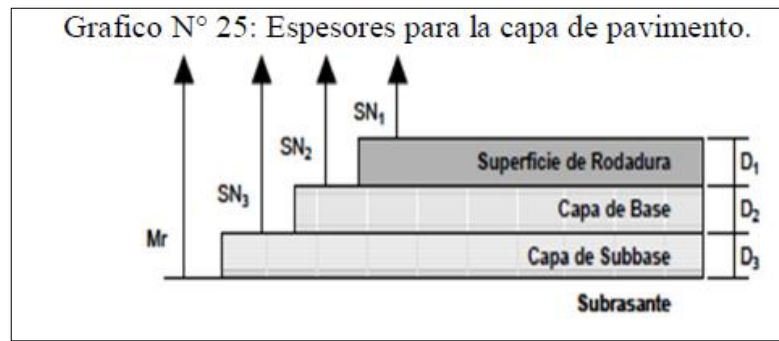 Grafico N° 25: Espesores para la capa de pavimento.
SN₁
SN₂
SN₃
Mr
Superficie de Rodadura
D₁
Capa de Base
D₂
Capa de Subbase
D₃
Subrasante